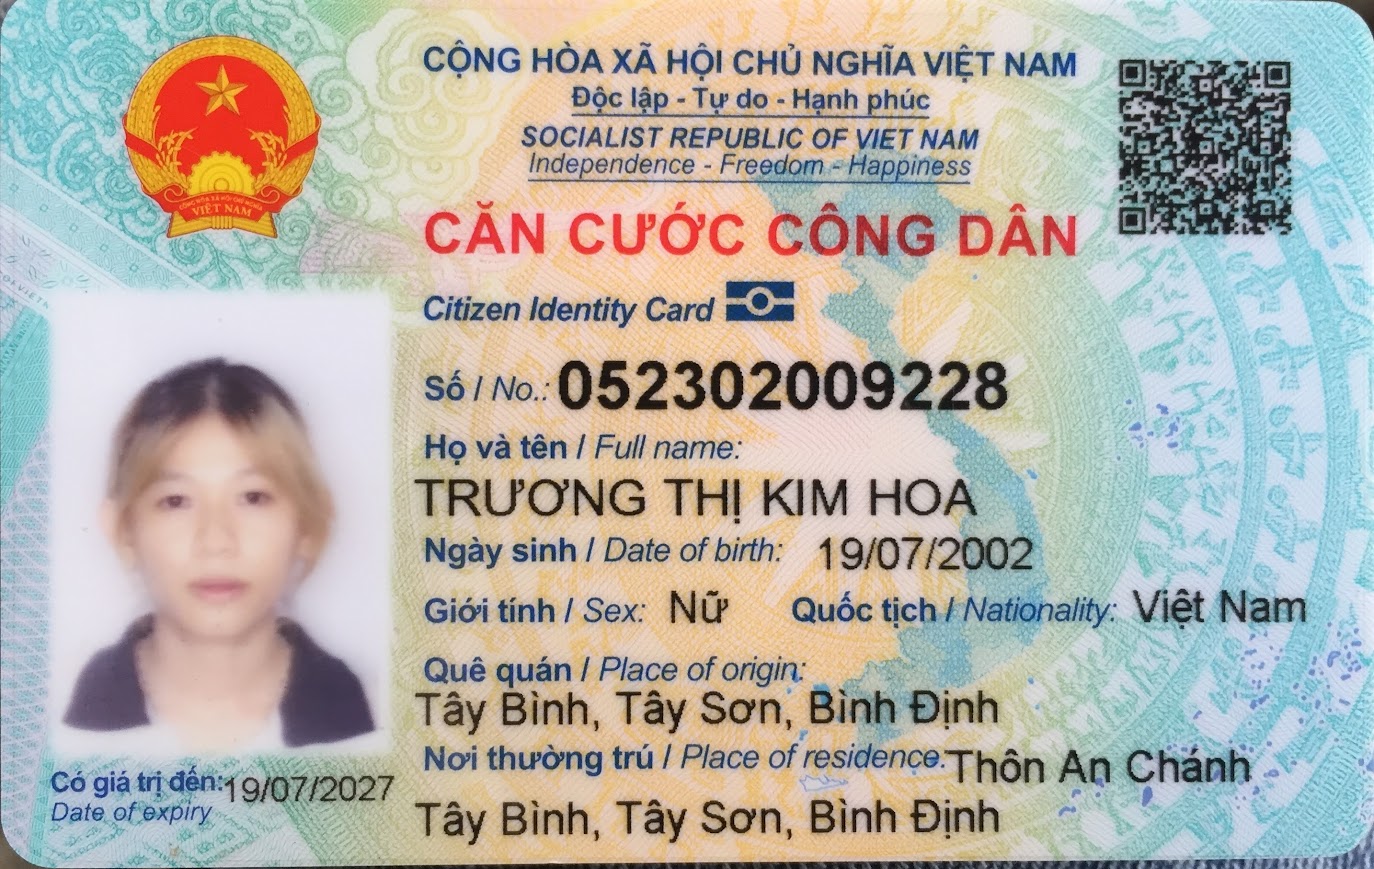 CỘNG HÒA XÃ HỘI CHỦ NGHĨA VIỆT NAM
Độc lập - Tự do - Hạnh phúc
SOCIALIST REPUBLIC OF VIET NAM
Independence - Freedom - Happiness
CỘNG HÒA XÃ HỘI CHỦ NGHĨA
VIỆT NAM
CĂN CƯỚC CÔNG DÂN
Citizen Identity Card
Số / No.: 052302009228
Họ và tên / Full name:
TRƯƠNG THỊ KIM HOA
Ngày sinh / Date of birth: 19/07/2002
Giới tính / Sex: Nữ Quốc tịch / Nationality: Việt Nam
Quê quán / Place of origin:
Tây Bình, Tây Sơn, Bình Định
Nơi thường trú / Place of residence: Thôn An Chánh
Tây Bình, Tây Sơn, Bình Định
Có giá trị đến: 19/07/2027
Date of expiry